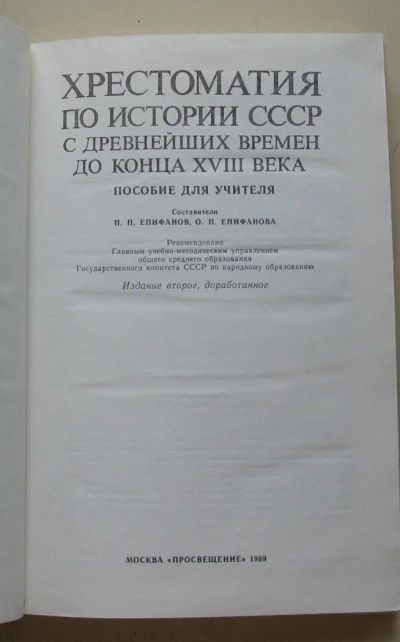 ХРЕСТОМАТИЯ
ПО ИСТОРИИ СССР
С ДРЕВНЕЙШИХ ВРЕМЕН
ДО КОНЦА XVIII ВЕКА
ПОСОБИЕ ДЛЯ УЧИТЕЛЯ
Составители
П. П. ЕПИФАНОВ, О. П. ЕПИФАНОВА
Рекомендовано
Главным учебно-методическим управлением
общего среднего образования
Государственного комитета СССР по народному образованию
Издание второе, доработанное
МОСКВА «ПРОСВЕЩЕНИЕ» 1989